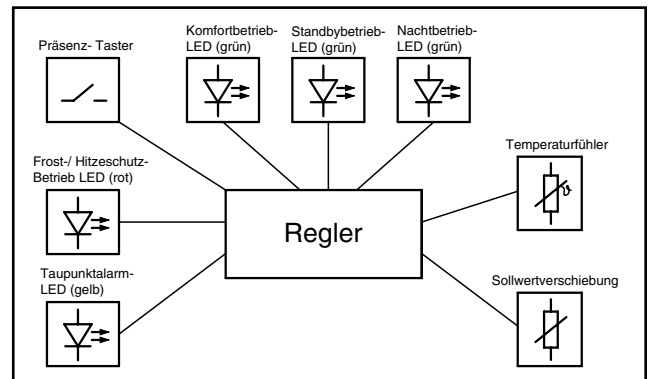 Präsenz- Taster
Komfortbetrieb-
LED (grün)
Standbybetrieb-
LED (grün)
Nachtbetrieb-
LED (grün)
Temperaturfühler
ϑ
Frost-/ Hitzeschutz-
Betrieb LED (rot)
Regler
Taupunktalarm-
LED (gelb)
Sollwertverschiebung